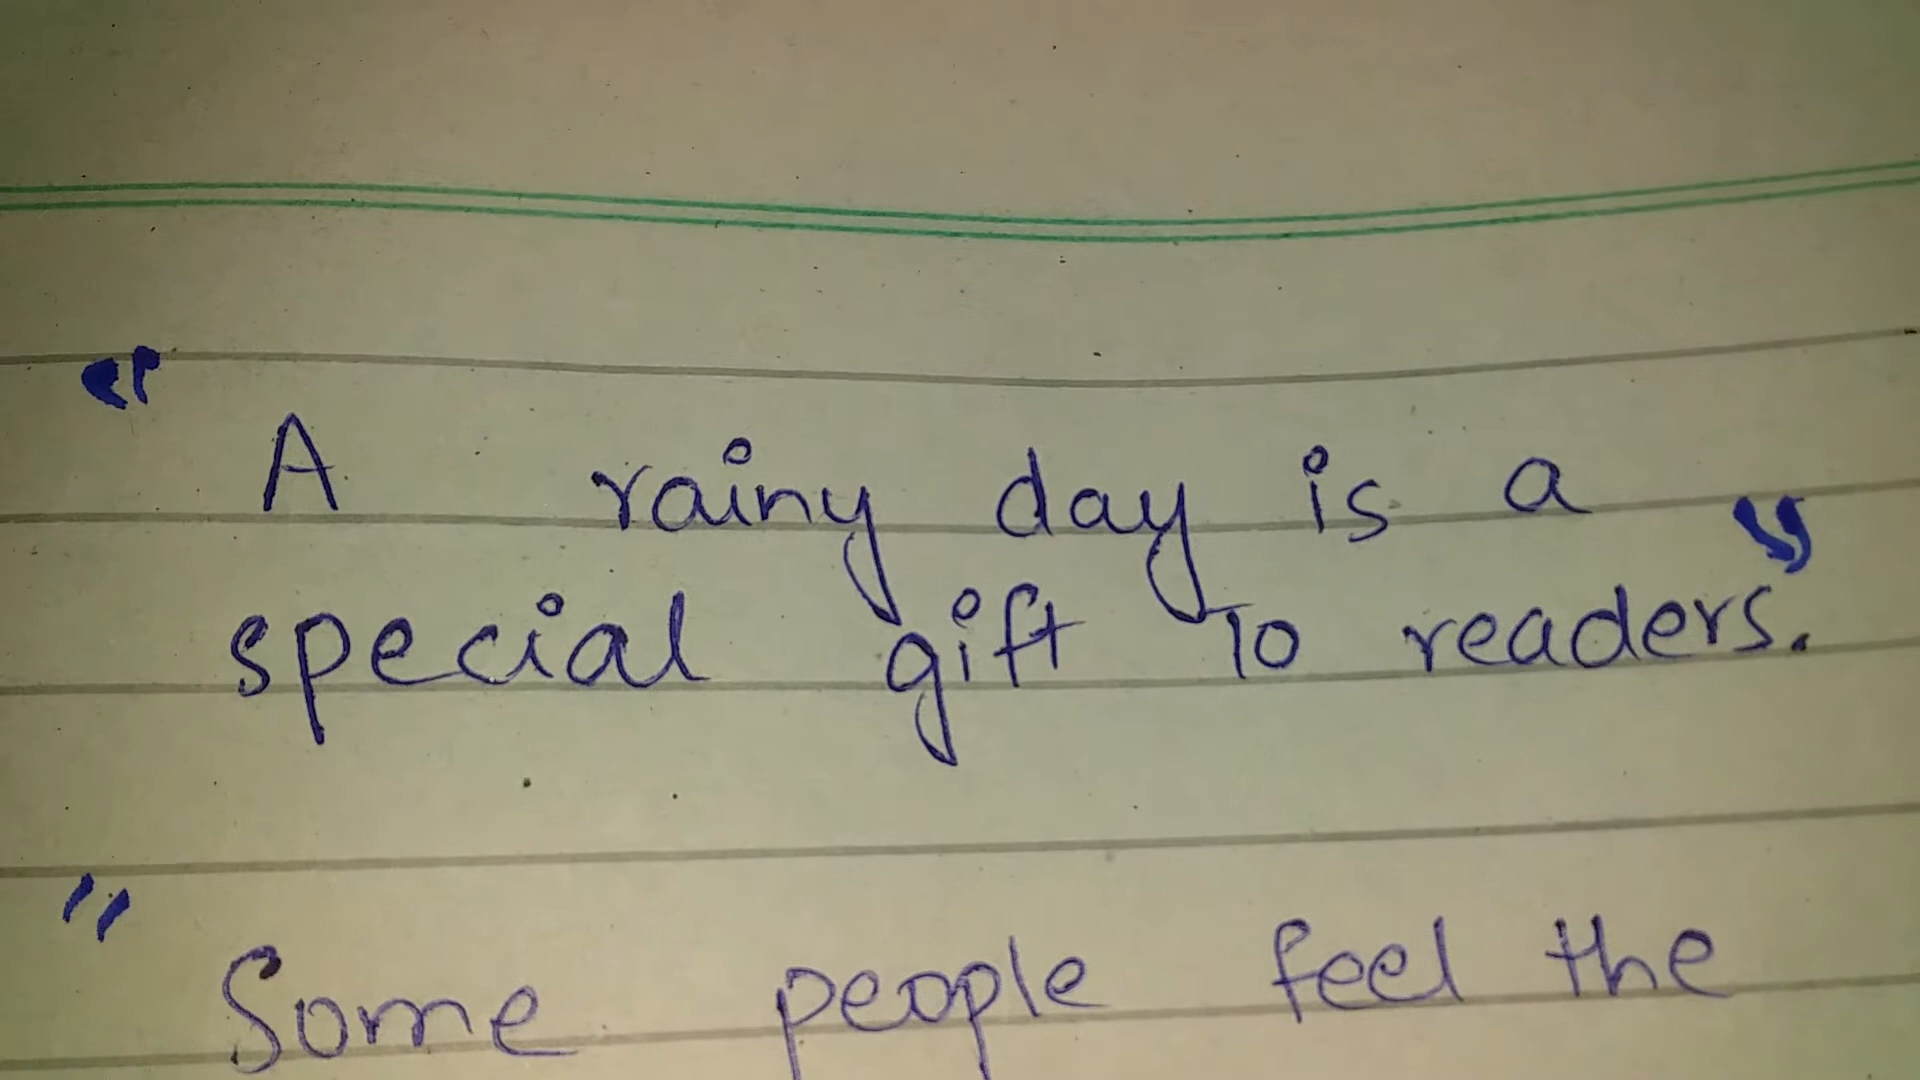 “ A rainy day is a
special gift To readers.”
" Some people feel the